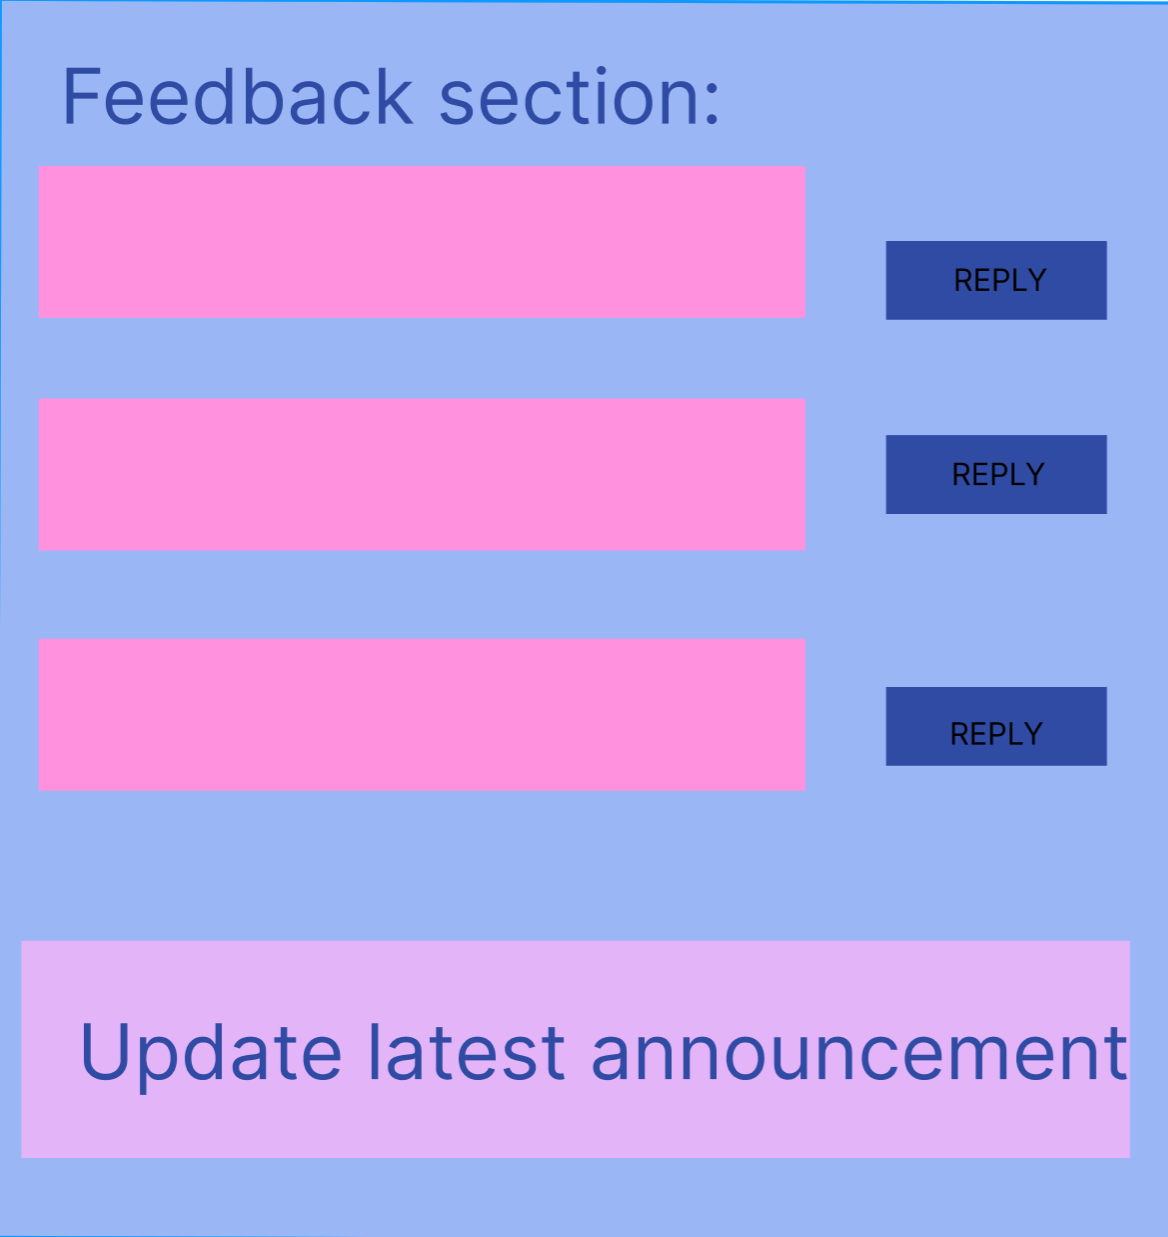 Feedback section:
REPLY
REPLY
REPLY
Update latest announcement